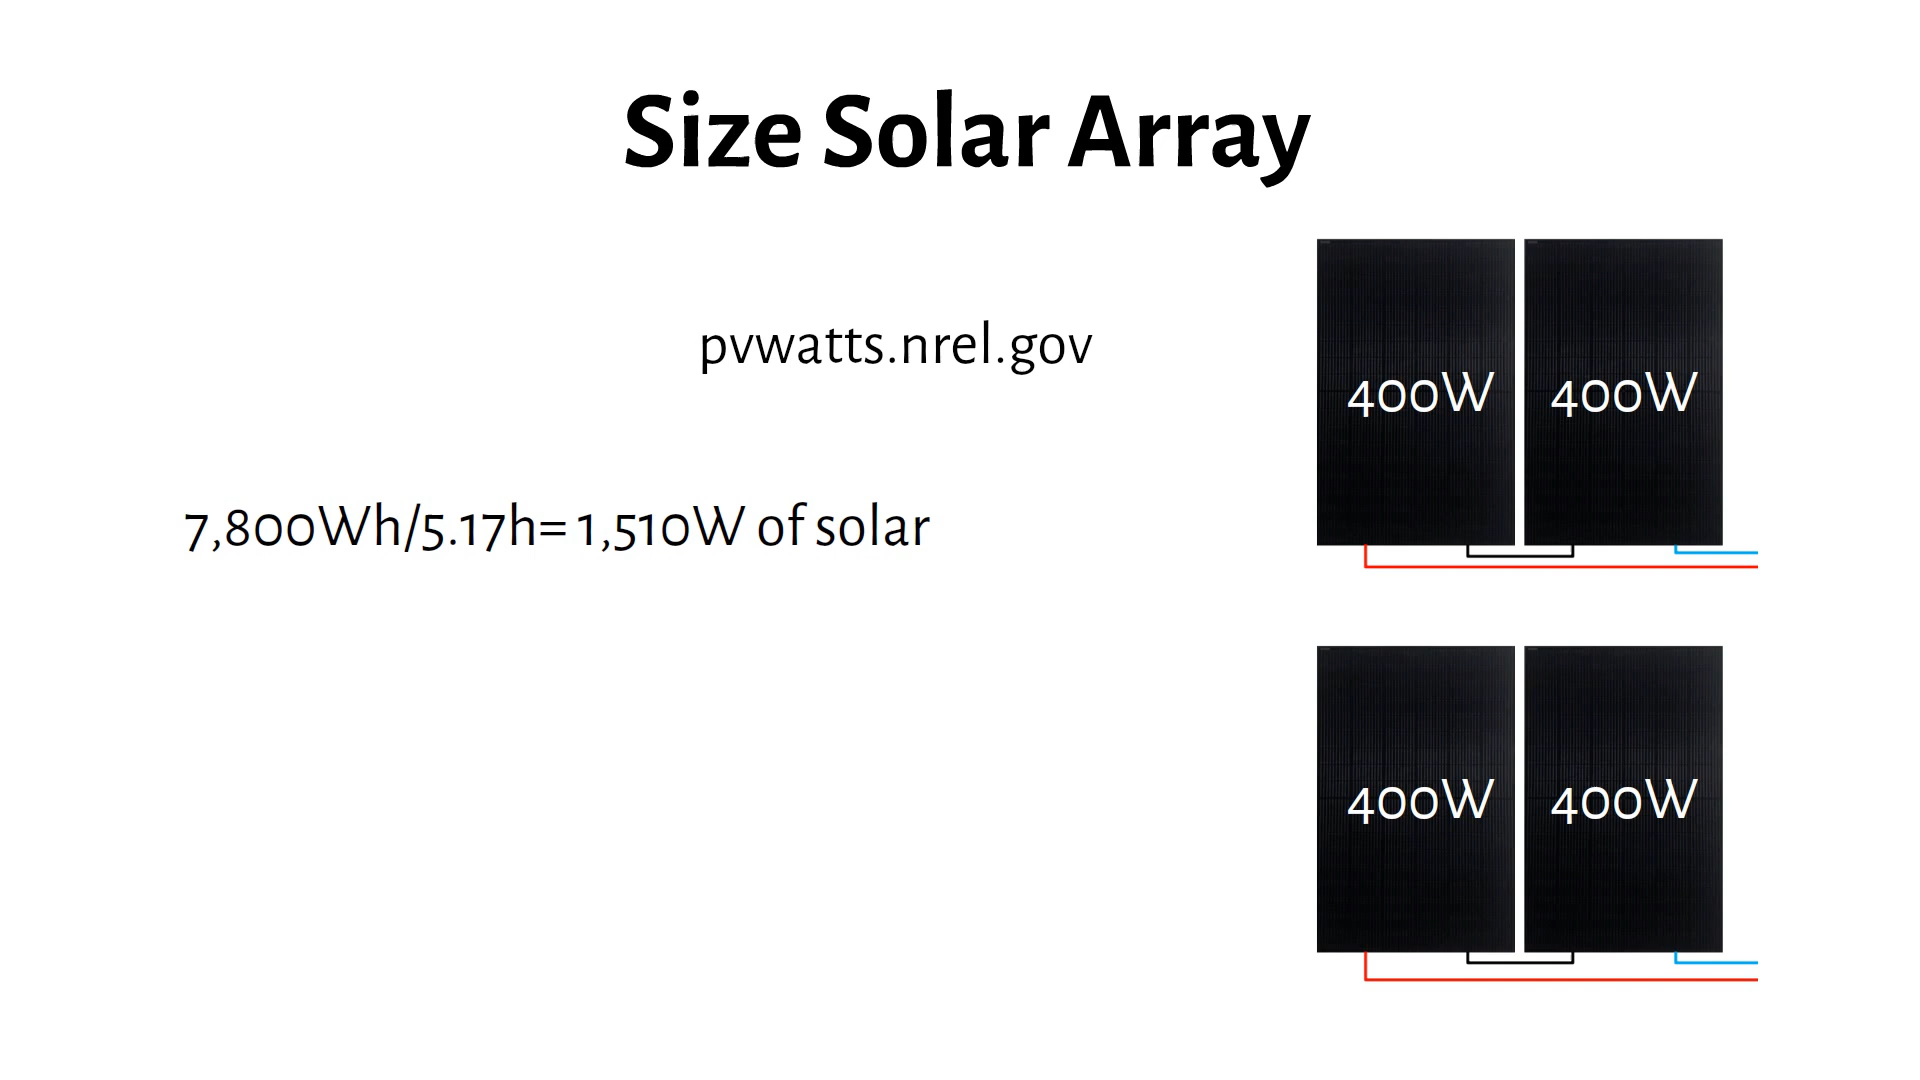 Size Solar Array
pvwatts.nrel.gov
400W 400W
7,800Wh/5.17h= 1,510W of solar
400W 400W